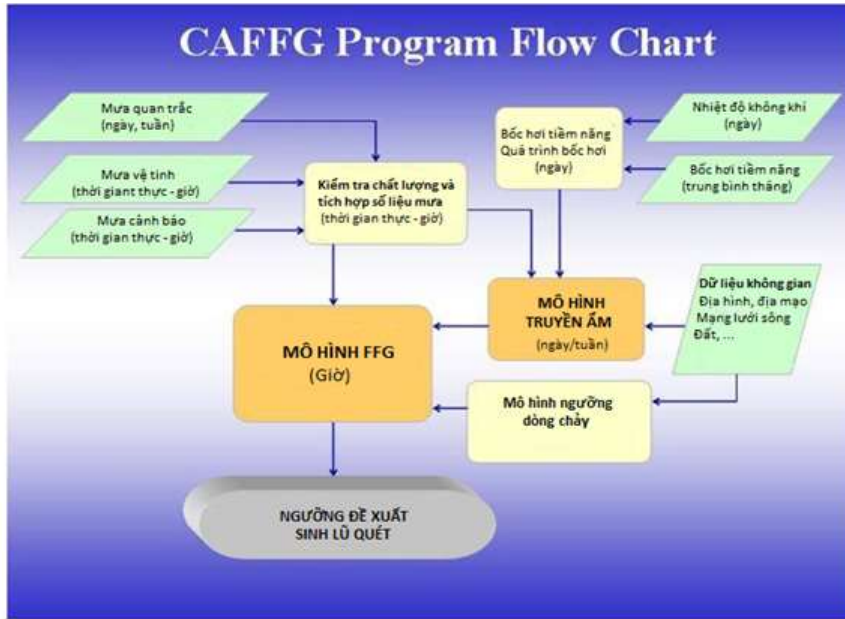 CAFFG Program Flow Chart
Mưa quan trắc
(ngày, tuần)
Mưa vệ tinh
(thời giant thực - giờ)
Mưa cảnh báo
(thời gian thực - giờ)
Kiểm tra chất lượng và
tích hợp số liệu mưa
(thời gian thực - giờ)
Bốc hơi tiềm năng
Quá trình bốc hơi
(ngày)
Nhiệt độ không khí
(ngày)
Bốc hơi tiềm năng
(trung bình tháng)
Dữ liệu không gian
Địa hình, địa mạo
Mạng lưới sông
Đất, ...
MÔ HÌNH
TRUYỀN ẨM
(ngày/tuần)
MÔ HÌNH FFG
(Giờ)
Mô hình ngưỡng
dòng chảy
NGƯỠNG ĐỀ XUẤT
SINH LŨ QUÉT